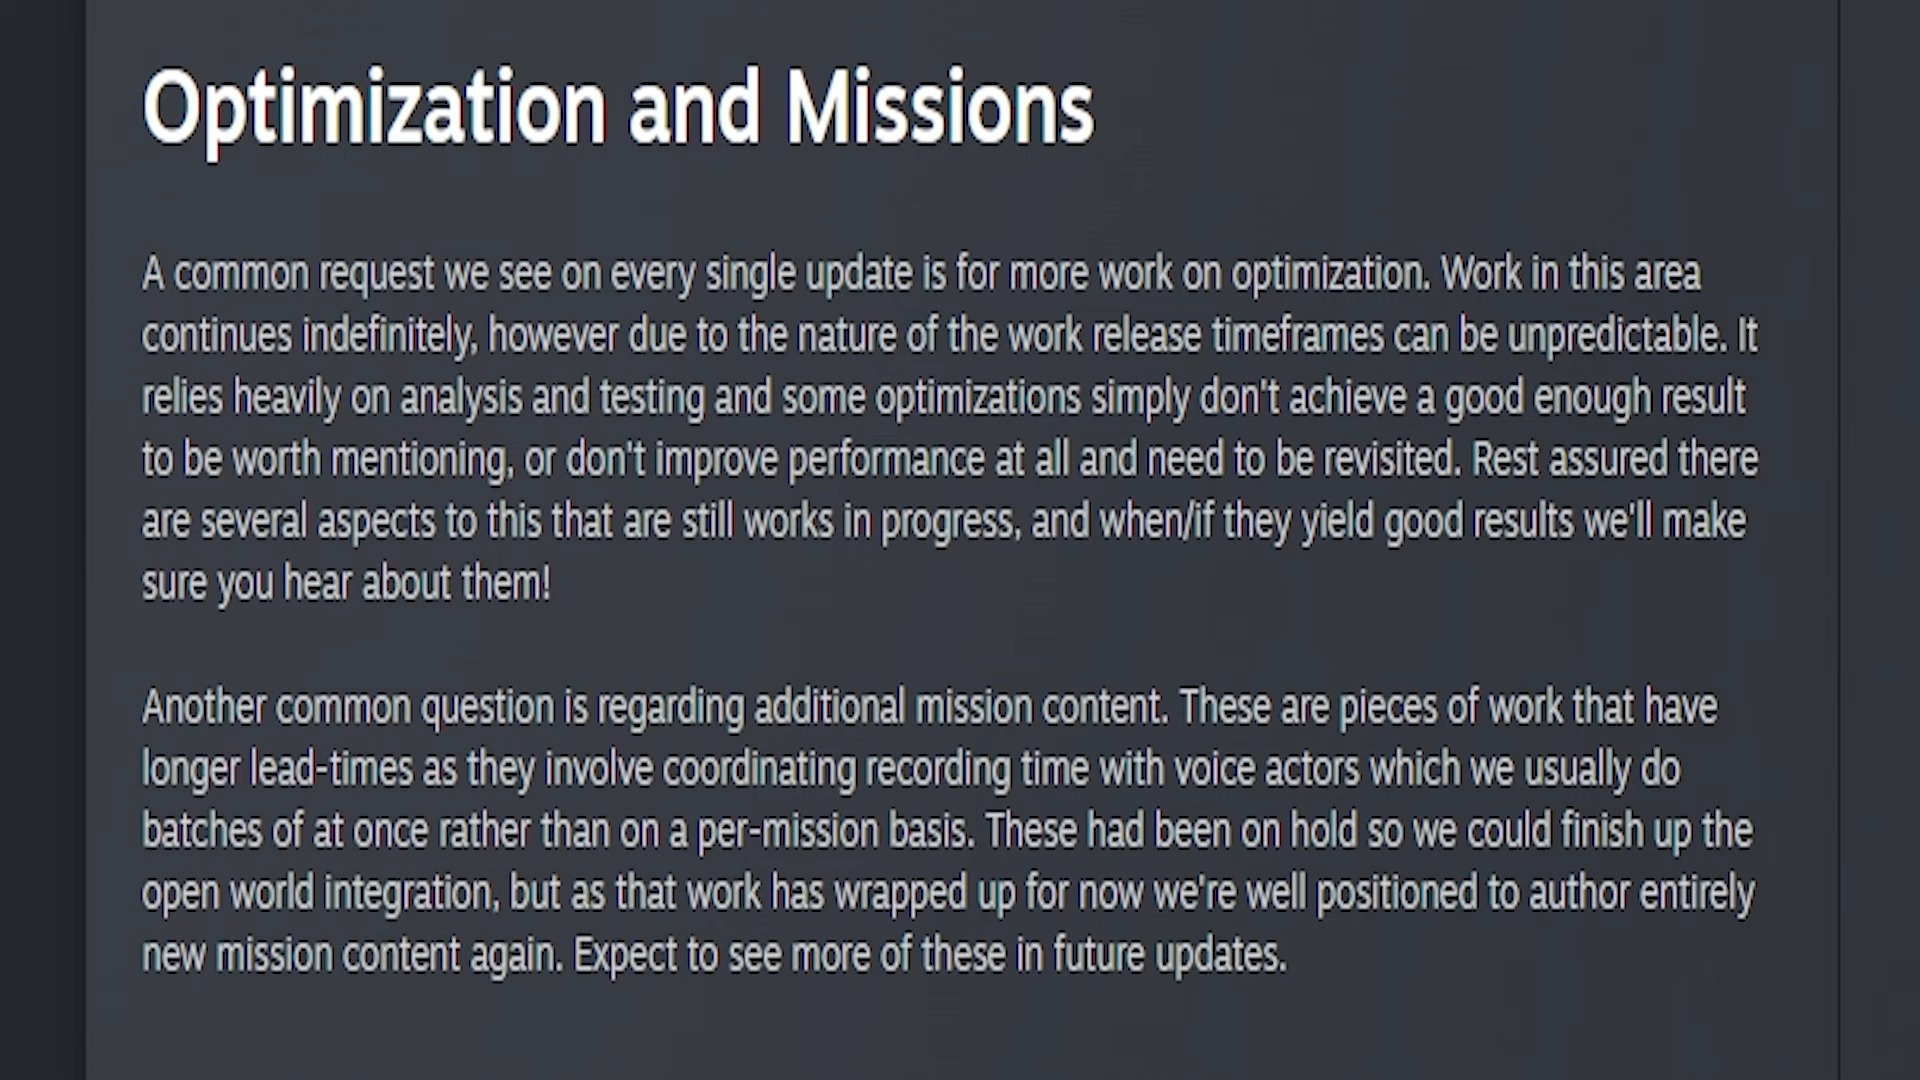 Optimization and Missions
A common request we see on every single update is for more work on optimization. Work in this area
continues indefinitely, however due to the nature of the work release timeframes can be unpredictable. It
relies heavily on analysis and testing and some optimizations simply don't achieve a good enough result
to be worth mentioning, or don't improve performance at all and need to be revisited. Rest assured there
are several aspects to this that are still works in progress, and when/if they yield good results we'll make
sure you hear about them!
Another common question is regarding additional mission content. These are pieces of work that have
longer lead-times as they involve coordinating recording time with voice actors which we usually do
batches of at once rather than on a per-mission basis. These had been on hold so we could finish up the
open world integration, but as that work has wrapped up for now we're well positioned to author entirely
new mission content again. Expect to see more of these in future updates.